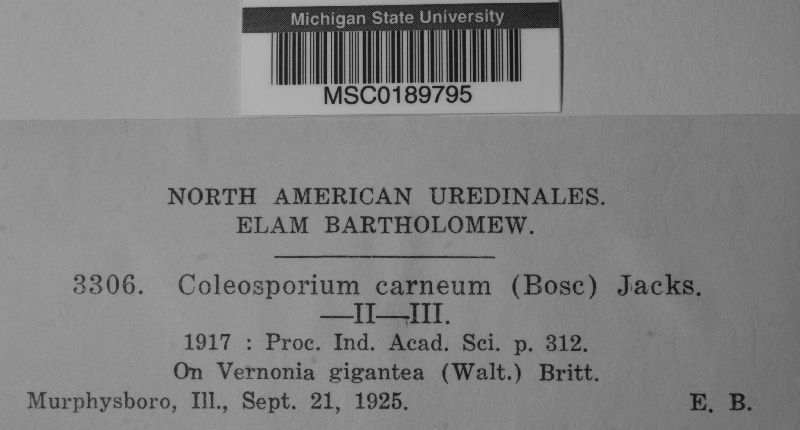 Michigan State University
MSC0189795
NORTH AMERICAN UREDINALES.
ELAM BARTHOLOMEW.
3306. Coleosporium carneum (Bosc) Jacks.
—II—III.
1917 : Proc. Ind. Acad. Sci. p. 312.
On Vernonia gigantea (Walt.) Britt.
Murphysboro, Ill., Sept. 21, 1925. E. B.